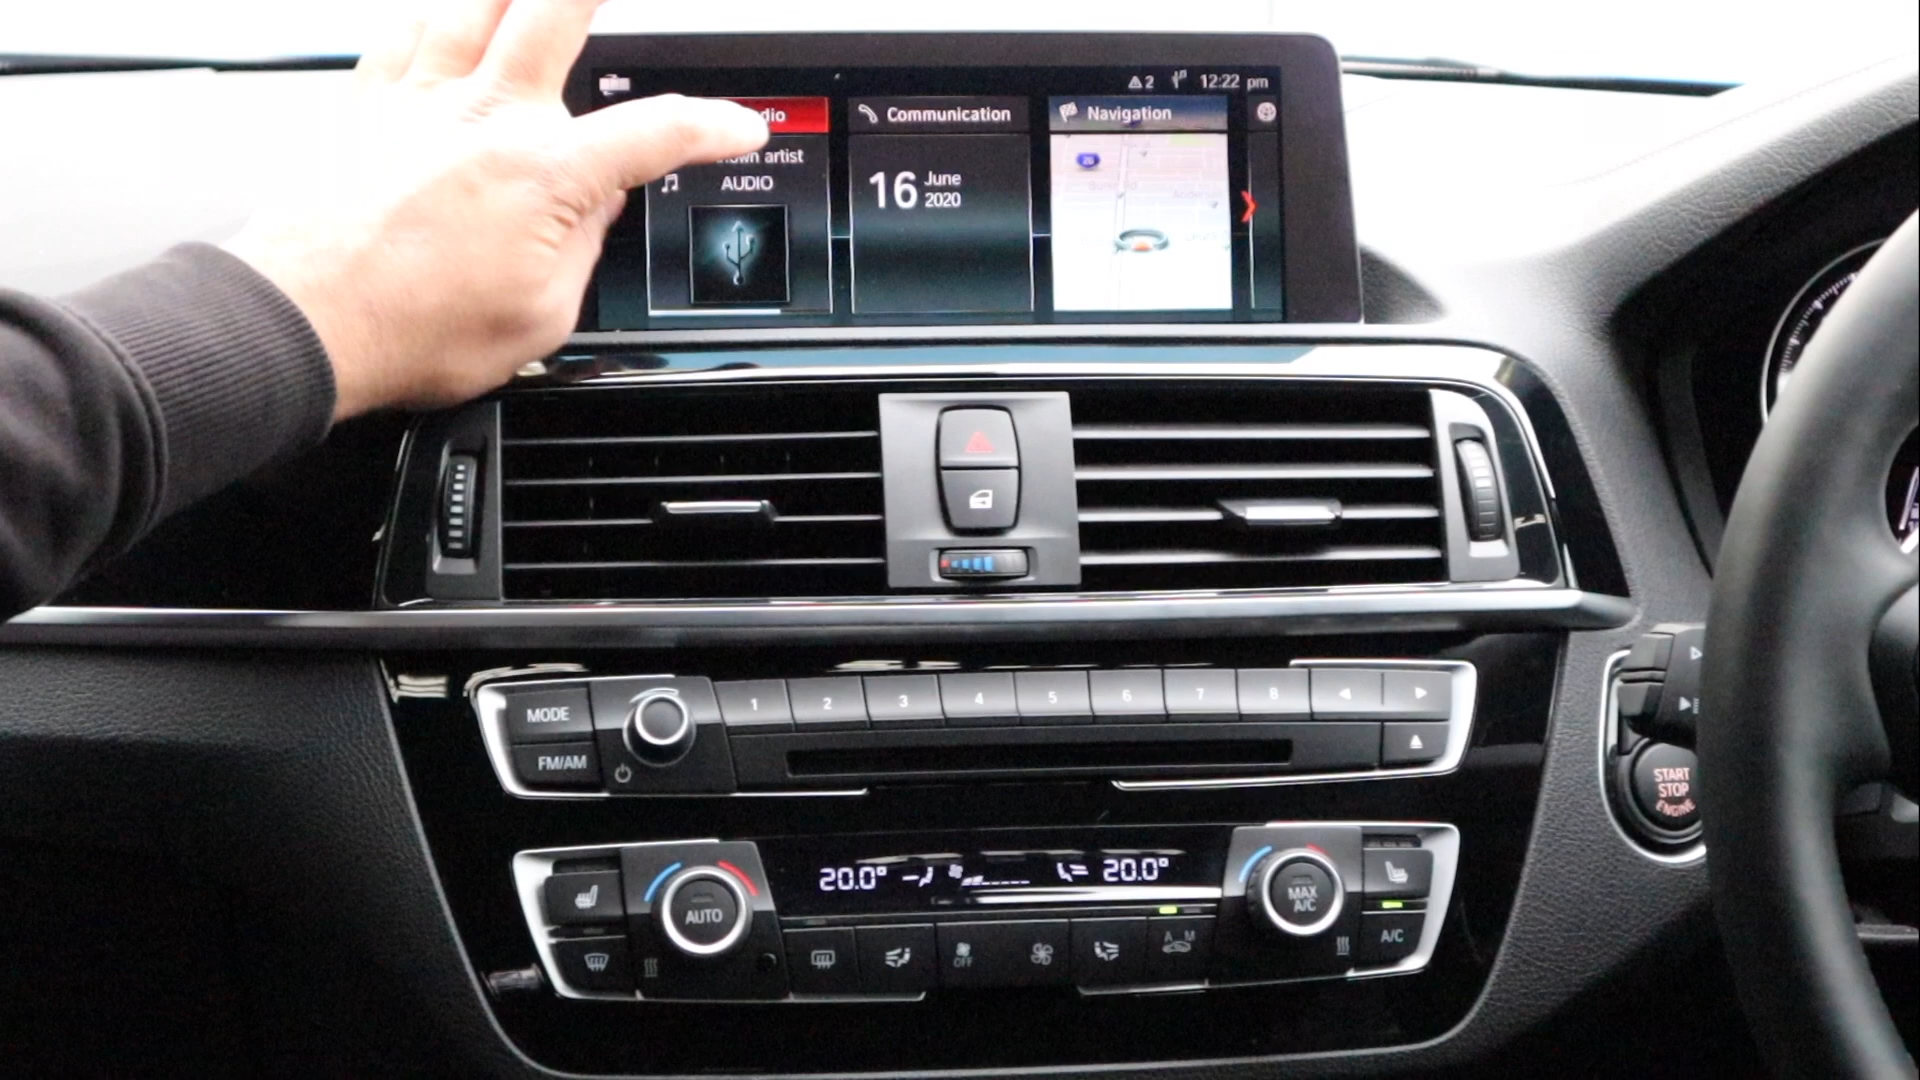 2 12:22 pm
dio Communication Navigation
artist
AUDIO
16 June
2020
26
MODE
1 2 3 4 5 6 7 8
FM/AM
START
STOP
ENGINE
20.0° 20.0°
AUTO
MAX
A/C
OFF
A M
A/C